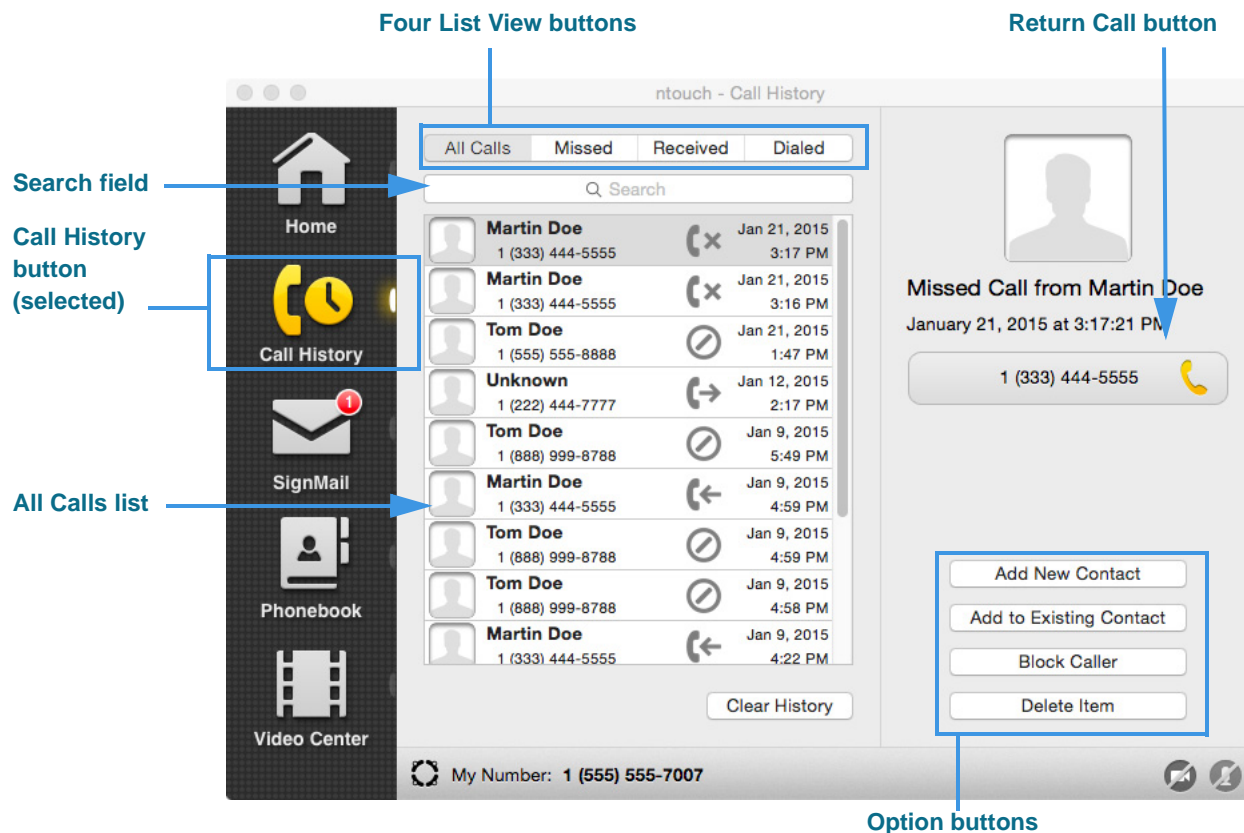 Four List View buttons
Return Call button
ntouch - Call History
All Calls Missed Received Dialed
Search field
Search
Home
Call History
button
(selected)
Call History
SignMail
1
All Calls list
Phonebook
Video Center
Martin Doe
Jan 21, 2015
1 (333) 444-5555
3:17 PM
Martin Doe
Jan 21, 2015
1 (333) 444-5555
3:16 PM
Tom Doe
Jan 21, 2015
1 (555) 555-8888
1:47 PM
Unknown
Jan 12, 2015
1 (222) 444-7777
2:17 PM
Tom Doe
Jan 9, 2015
1 (888) 999-8788
5:49 PM
Martin Doe
Jan 9, 2015
1 (333) 444-5555
4:59 PM
Tom Doe
Jan 9, 2015
1 (888) 999-8788
4:59 PM
Tom Doe
Jan 9, 2015
1 (888) 999-8788
4:58 PM
Martin Doe
Jan 9, 2015
1 (333) 444-5555
4:22 PM
Clear History
Missed Call from Martin Doe
January 21, 2015 at 3:17:21 PM
1 (333) 444-5555
Add New Contact
Add to Existing Contact
Block Caller
Delete Item
My Number: 1 (555) 555-7007
Option buttons